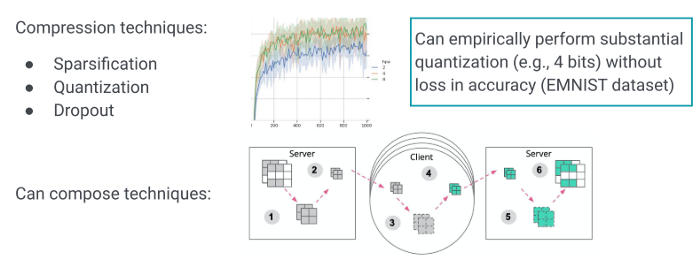 Compression techniques:
● Sparsification
● Quantization
● Dropout
Can empirically perform substantial
quantization (e.g., 4 bits) without
loss in accuracy (EMNIST dataset)
200 400 600 800 1000
2
4
8
Can compose techniques:
Server
1
2
Client
3
4
Server
5
6